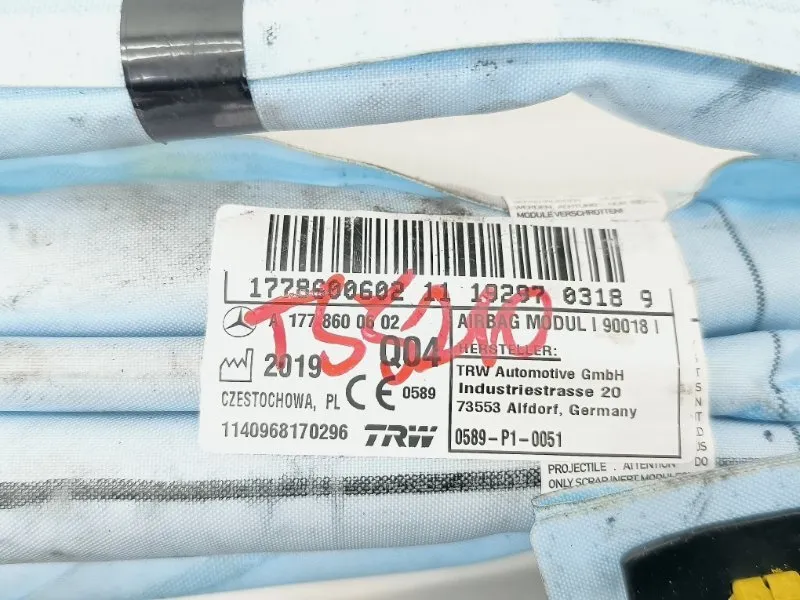 MODULE VERSCHROTTEN!
1778600602 11 19297 0318 9
A 177 860 06 02
AIRBAG MODUL I 90018 I
2019
Q04
HERSTELLER:
TRW Automotive GmbH
Industriestrasse 20
73553 Alfdorf, Germany
CZESTOCHOWA, PL
CE 0589
1140968170296
TRW
0589-P1-0051
PROJECTILE. ATTENTION
ONLY SCRAP INERT MODULES